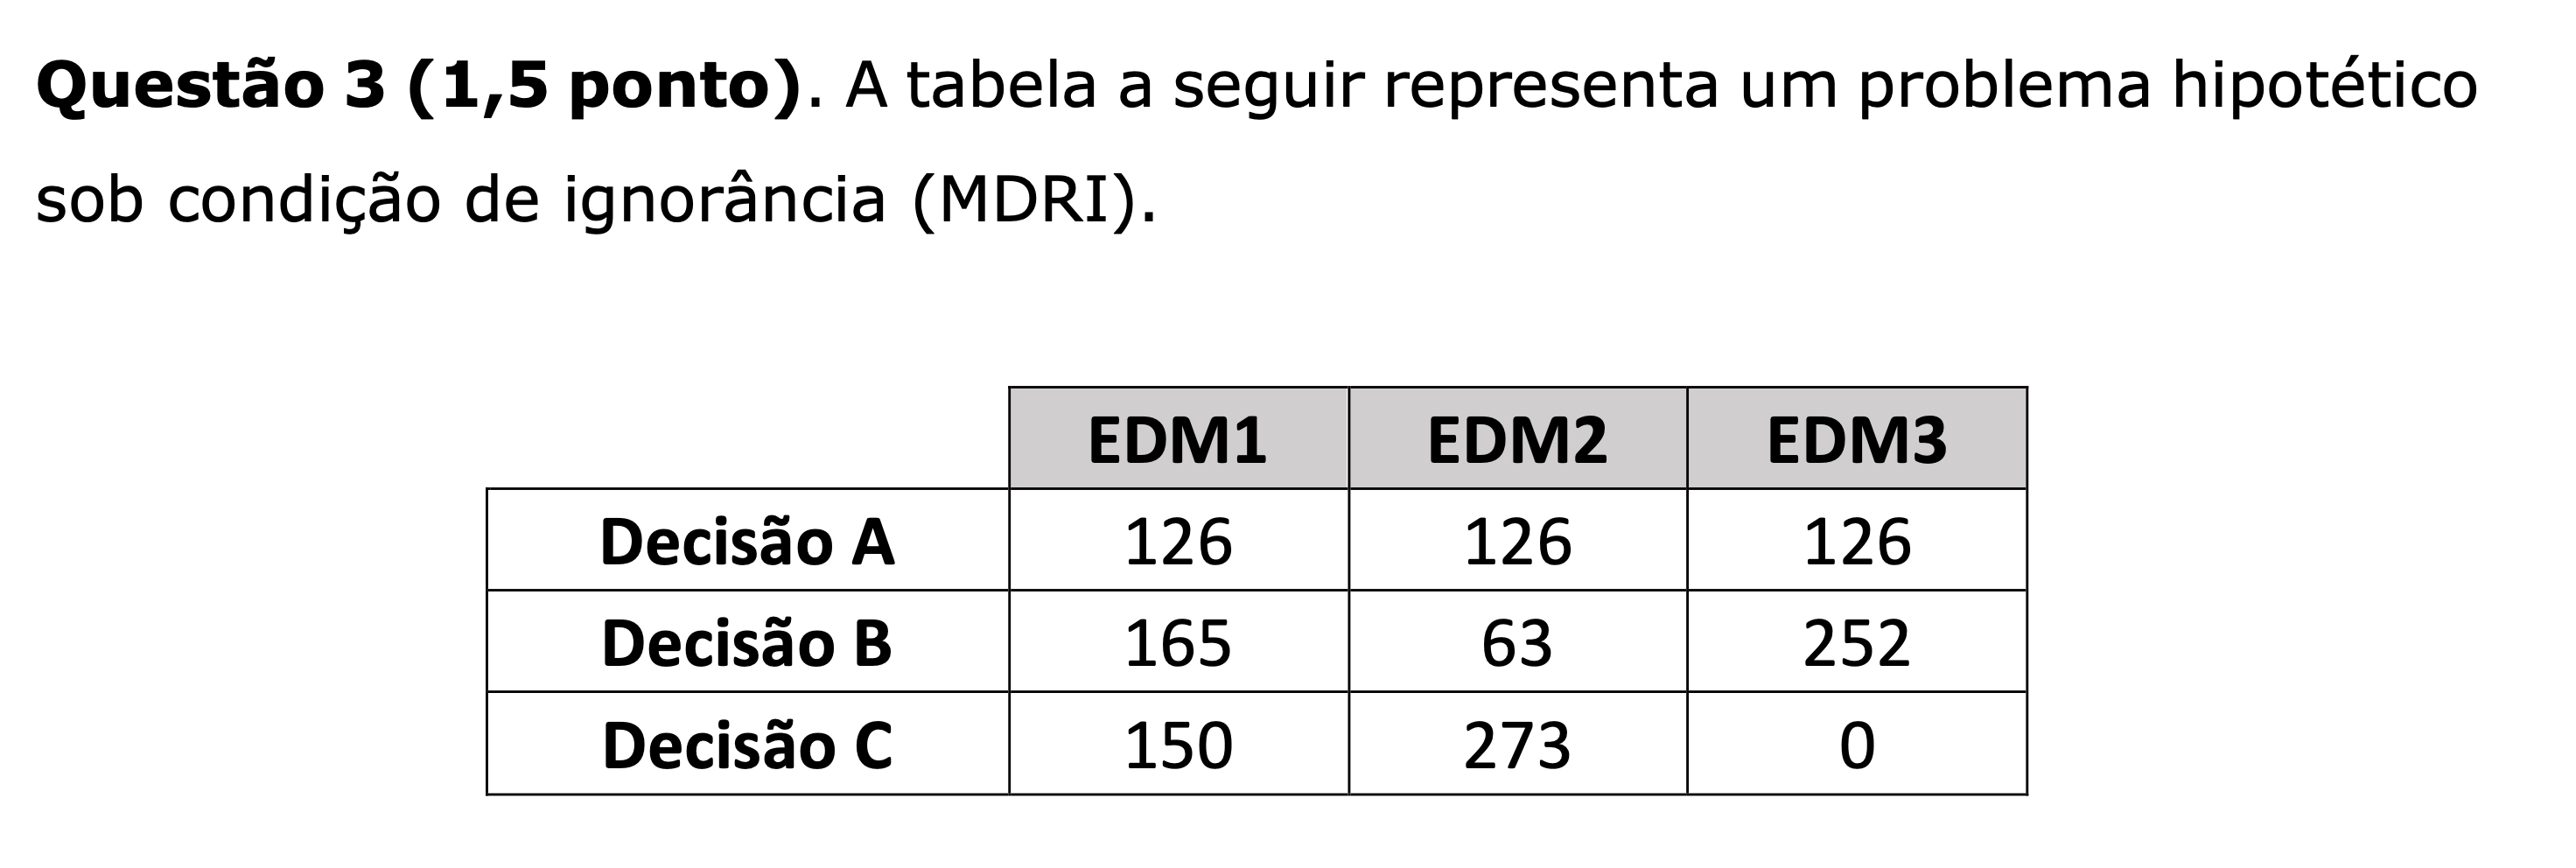 Questão 3 (1,5 ponto). A tabela a seguir representa um problema hipotético
sob condição de ignorância (MDRI).
EDM1 EDM2 EDM3
Decisão A 126 126 126
Decisão B 165 63 252
Decisão C 150 273 0